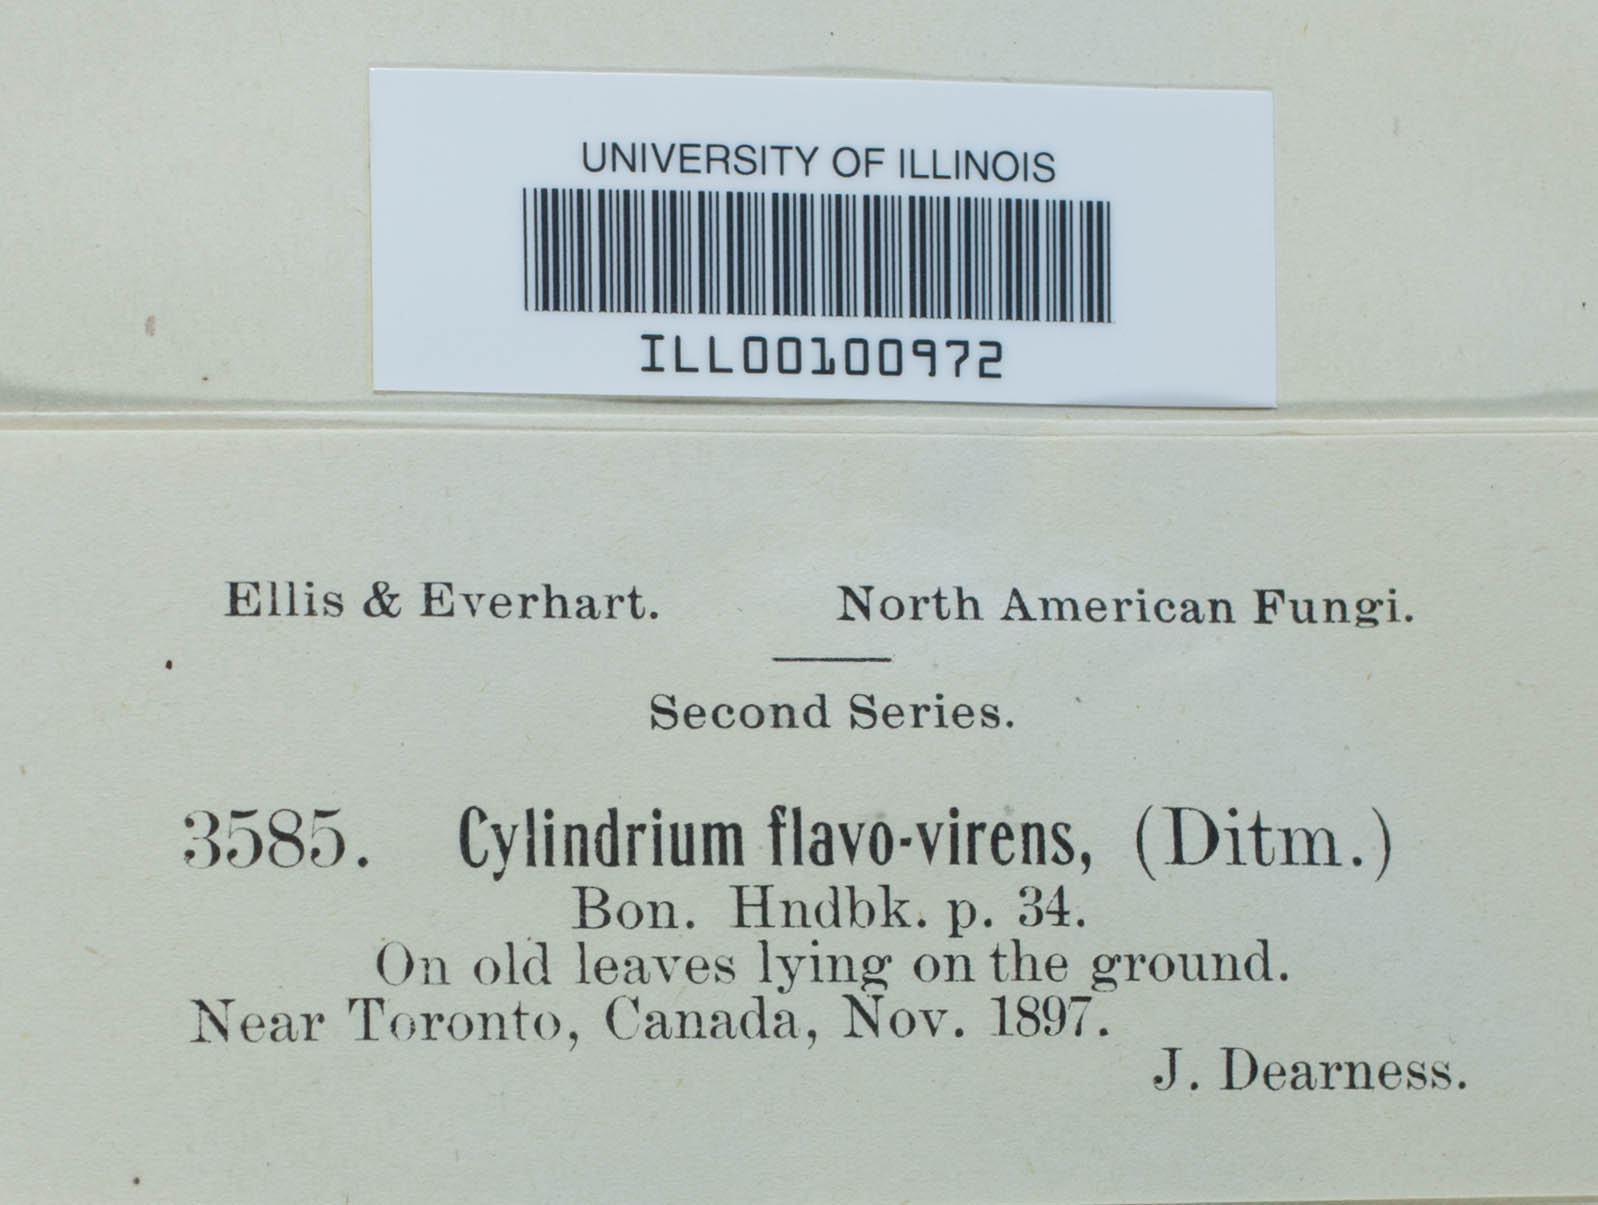 UNIVERSITY OF ILLINOIS
ILL00100972
Ellis & Everhart. North American Fungi.
Second Series.
3585. Cylindrium flavo-virens, (Ditm.)
Bon. Hndbk. p. 34.
On old leaves lying on the ground.
Near Toronto, Canada, Nov. 1897.
J. Dearness.